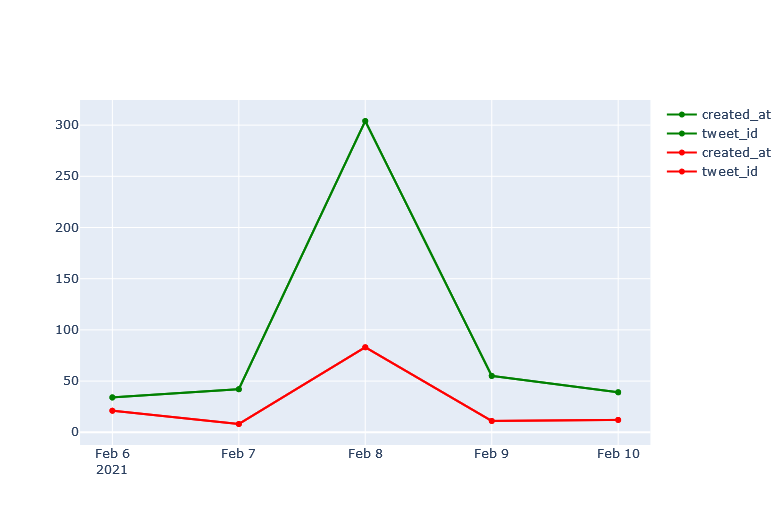 300
250
200
150
100
50
0
Feb 6
2021
Feb 7
Feb 8
Feb 9
Feb 10
created_at
tweet_id
created_at
tweet_id